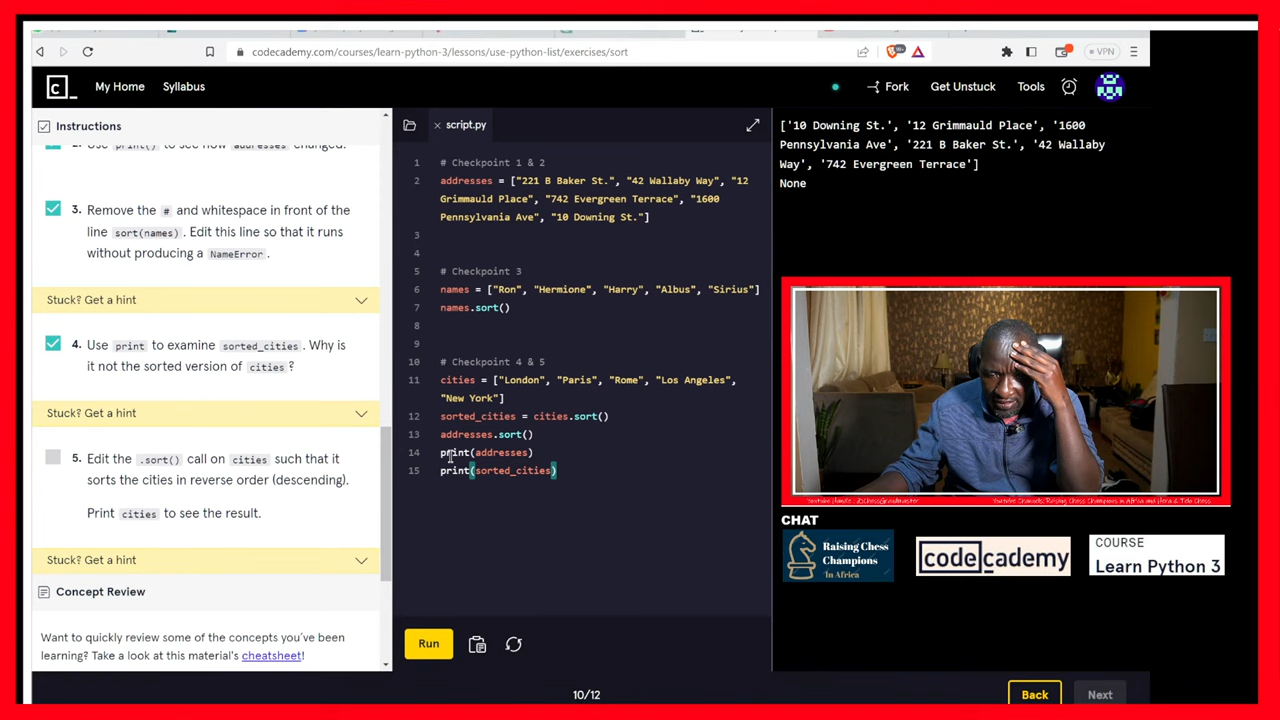 codecademy.com/courses/learn-python-3/lessons/use-python-list/exercises/sort
99+
VPN
c_
My Home
Syllabus
Fork
Get Unstuck
Tools
Instructions
changed.
3. Remove the # and whitespace in front of the
line sort(names). Edit this line so that it runs
without producing a NameError.
Stuck? Get a hint
4. Use print to examine sorted_cities. Why is
it not the sorted version of cities?
Stuck? Get a hint
5. Edit the .sort() call on cities such that it
sorts the cities in reverse order (descending).
Print cities to see the result.
Stuck? Get a hint
Concept Review
Want to quickly review some of the concepts you've been
learning? Take a look at this material's cheatsheet!
script.py
1 # Checkpoint 1 & 2
2 addresses = ["221 B Baker St.", "42 Wallaby Way", "12
Grimmauld Place", "742 Evergreen Terrace", "1600
Pennsylvania Ave", "10 Downing St."]
3
4
5 # Checkpoint 3
6 names = ["Ron", "Hermione", "Harry", "Albus", "Sirius"]
7 names.sort()
8
9
10 # Checkpoint 4 & 5
11 cities = ["London", "Paris", "Rome", "Los Angeles",
"New York"]
12 sorted_cities = cities.sort()
13 addresses.sort()
14 print(addresses)
15 print(sorted_cities)
Run
10/12
Back
Next
['10 Downing St.', '12 Grimmauld Place', '1600
Pennsylvania Ave', '221 B Baker St.', '42 Wallaby
Way', '742 Evergreen Terrace']
None
CHAT
Raising Chess
Champions
In Africa
codecademy
COURSE
Learn Python 3